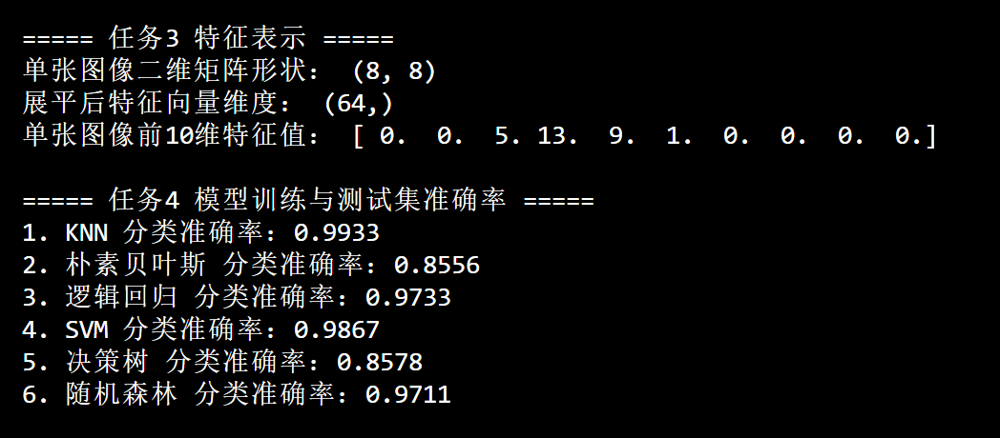 ===== 任务3 特征表示 =====
单张图像二维矩阵形状： (8, 8)
展平后特征向量维度： (64,)
单张图像前10维特征值： [ 0.  0.  5. 13.  9.  1.  0.  0.  0.  0.]
===== 任务4 模型训练与测试集准确率 =====
1. KNN 分类准确率：0.9933
2. 朴素贝叶斯 分类准确率：0.8556
3. 逻辑回归 分类准确率：0.9733
4. SVM 分类准确率：0.9867
5. 决策树 分类准确率：0.8578
6. 随机森林 分类准确率：0.9711